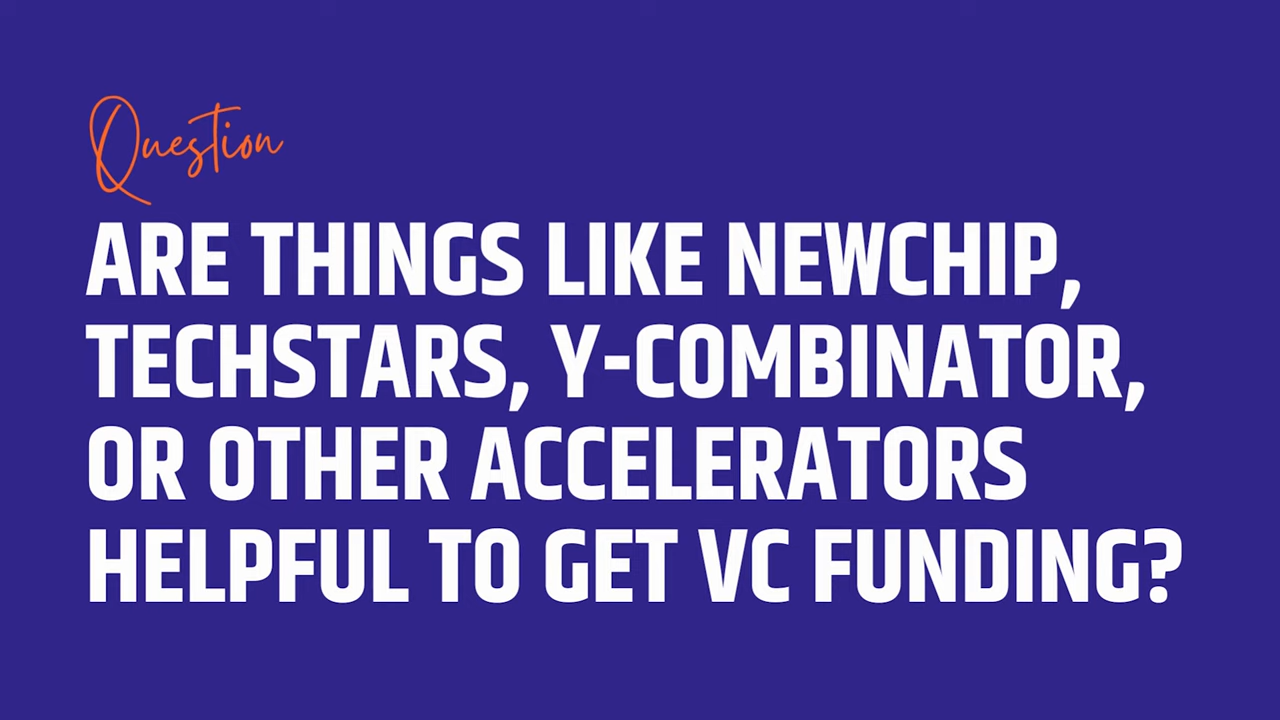 Question
ARE THINGS LIKE NEWCHIP,
TECHSTARS, Y-COMBINATOR,
OR OTHER ACCELERATORS
HELPFUL TO GET VC FUNDING?